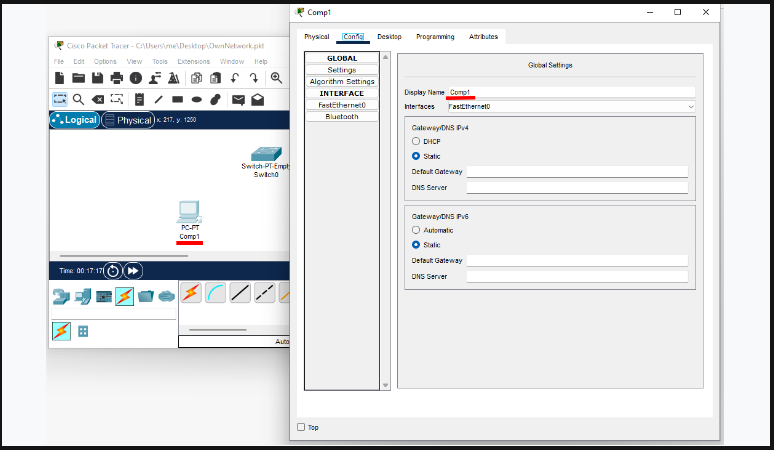 Cisco Packet Tracer - C:\Users\me\Desktop\OwnNetwork.pkt
File Edit Options View Tools Extensions Window Help
Logical Physical x: 217, y: 1250
Switch-PT-Empty
Switch0
PC-PT
Comp1
Time: 00:17:17
Auto
Comp1
Physical Config Desktop Programming Attributes
GLOBAL
Settings
Algorithm Settings
INTERFACE
FastEthernet0
Bluetooth
Global Settings
Display Name Comp1
Interfaces FastEthernet0
Gateway/DNS IPv4
DHCP
Static
Default Gateway
DNS Server
Gateway/DNS IPv6
Automatic
Static
Default Gateway
DNS Server
Top